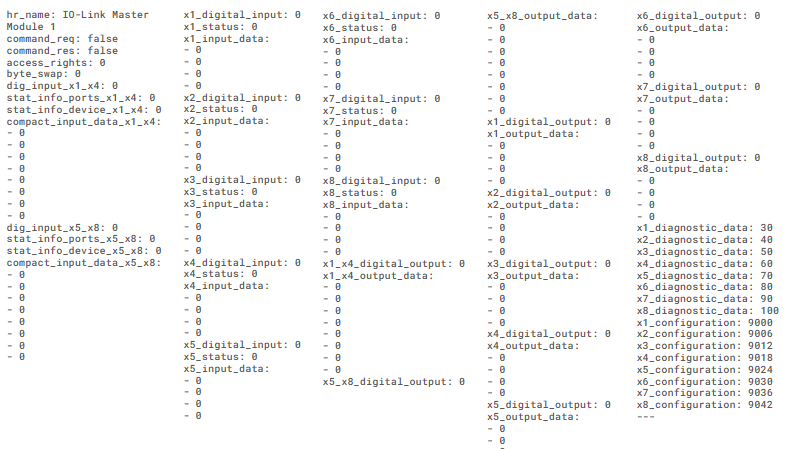 hr_name: IO-Link Master
Module 1
command_req: false
command_res: false
access_rights: 0
byte_swap: 0
dig_input_x1_x4: 0
stat_info_ports_x1_x4: 0
stat_info_device_x1_x4: 0
compact_input_data_x1_x4:
- 0
- 0
- 0
- 0
- 0
- 0
- 0
- 0
dig_input_x5_x8: 0
stat_info_ports_x5_x8: 0
stat_info_device_x5_x8: 0
compact_input_data_x5_x8:
- 0
- 0
- 0
- 0
- 0
- 0
- 0
- 0
x1_digital_input: 0
x1_status: 0
x1_input_data:
- 0
- 0
- 0
- 0
x2_digital_input: 0
x2_status: 0
x2_input_data:
- 0
- 0
- 0
- 0
x3_digital_input: 0
x3_status: 0
x3_input_data:
- 0
- 0
- 0
- 0
x4_digital_input: 0
x4_status: 0
x4_input_data:
- 0
- 0
- 0
- 0
x5_digital_input: 0
x5_status: 0
x5_input_data:
- 0
- 0
- 0
- 0
x6_digital_input: 0
x6_status: 0
x6_input_data:
- 0
- 0
- 0
- 0
x7_digital_input: 0
x7_status: 0
x7_input_data:
- 0
- 0
- 0
- 0
x8_digital_input: 0
x8_status: 0
x8_input_data:
- 0
- 0
- 0
- 0
x1_x4_digital_output: 0
x1_x4_output_data:
- 0
- 0
- 0
- 0
- 0
- 0
- 0
- 0
x5_x8_digital_output: 0
x5_x8_output_data:
- 0
- 0
- 0
- 0
- 0
- 0
- 0
- 0
x1_digital_output: 0
x1_output_data:
- 0
- 0
- 0
- 0
x2_digital_output: 0
x2_output_data:
- 0
- 0
- 0
- 0
x3_digital_output: 0
x3_output_data:
- 0
- 0
- 0
- 0
x4_digital_output: 0
x4_output_data:
- 0
- 0
- 0
- 0
x5_digital_output: 0
x5_output_data:
- 0
- 0
x6_digital_output: 0
x6_output_data:
- 0
- 0
- 0
- 0
x7_digital_output: 0
x7_output_data:
- 0
- 0
- 0
- 0
x8_digital_output: 0
x8_output_data:
- 0
- 0
- 0
- 0
x1_diagnostic_data: 30
x2_diagnostic_data: 40
x3_diagnostic_data: 50
x4_diagnostic_data: 60
x5_diagnostic_data: 70
x6_diagnostic_data: 80
x7_diagnostic_data: 90
x8_diagnostic_data: 100
x1_configuration: 9000
x2_configuration: 9006
x3_configuration: 9012
x4_configuration: 9018
x5_configuration: 9024
x6_configuration: 9030
x7_configuration: 9036
x8_configuration: 9042
---